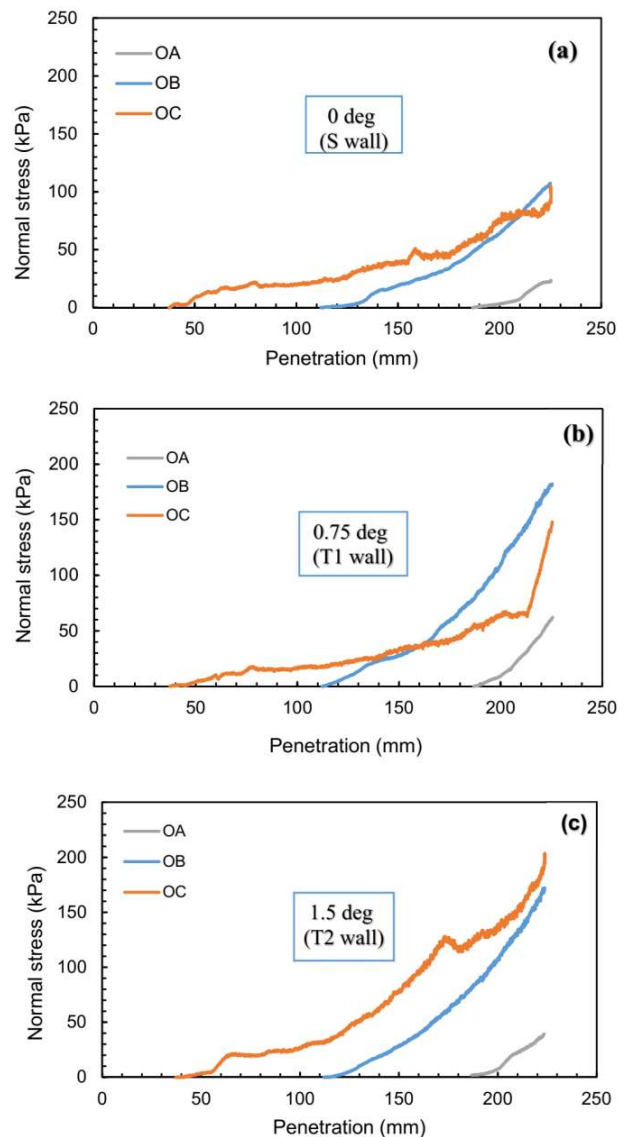 250
(a)
OA
200
OB
OC
0 deg
150
(S wall)
100
50
0
0 50 100 150 200 250
Normal stress (kPa)
Penetration (mm)
250
(b)
200
OA
OB
OC
150
0.75 deg
(T1 wall)
100
50
0
0 50 100 150 200 250
Normal stress (kPa)
Penetration (mm)
250
(c)
OA
200
OB
OC
150
1.5 deg
(T2 wall)
100
50
0
0 50 100 150 200 250
Normal stress (kPa)
Penetration (mm)